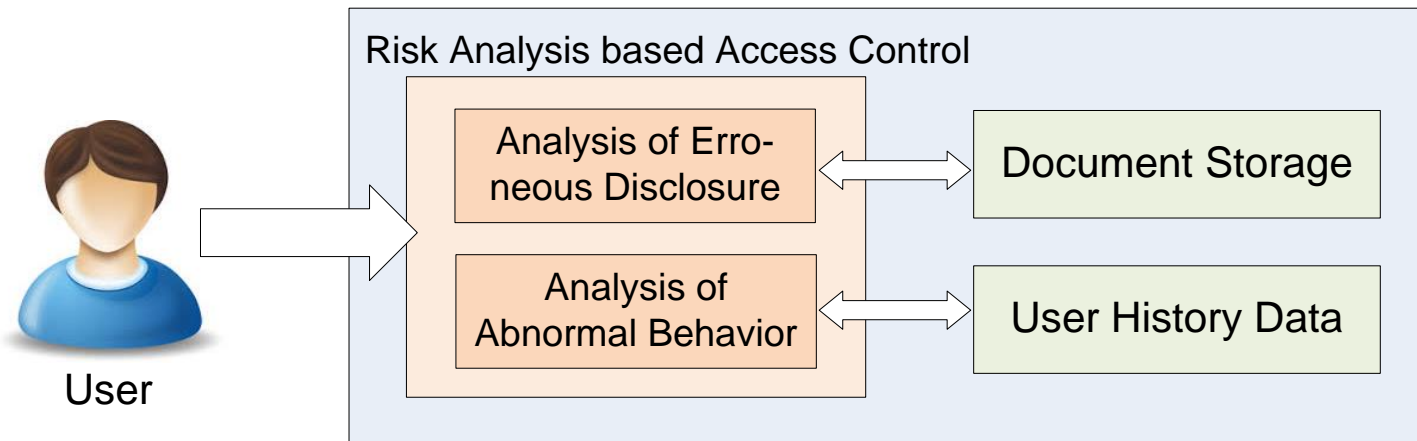 Risk Analysis based Access Control
Analysis of Erro-
neous Disclosure
Document Storage
Analysis of
Abnormal Behavior
User History Data
User